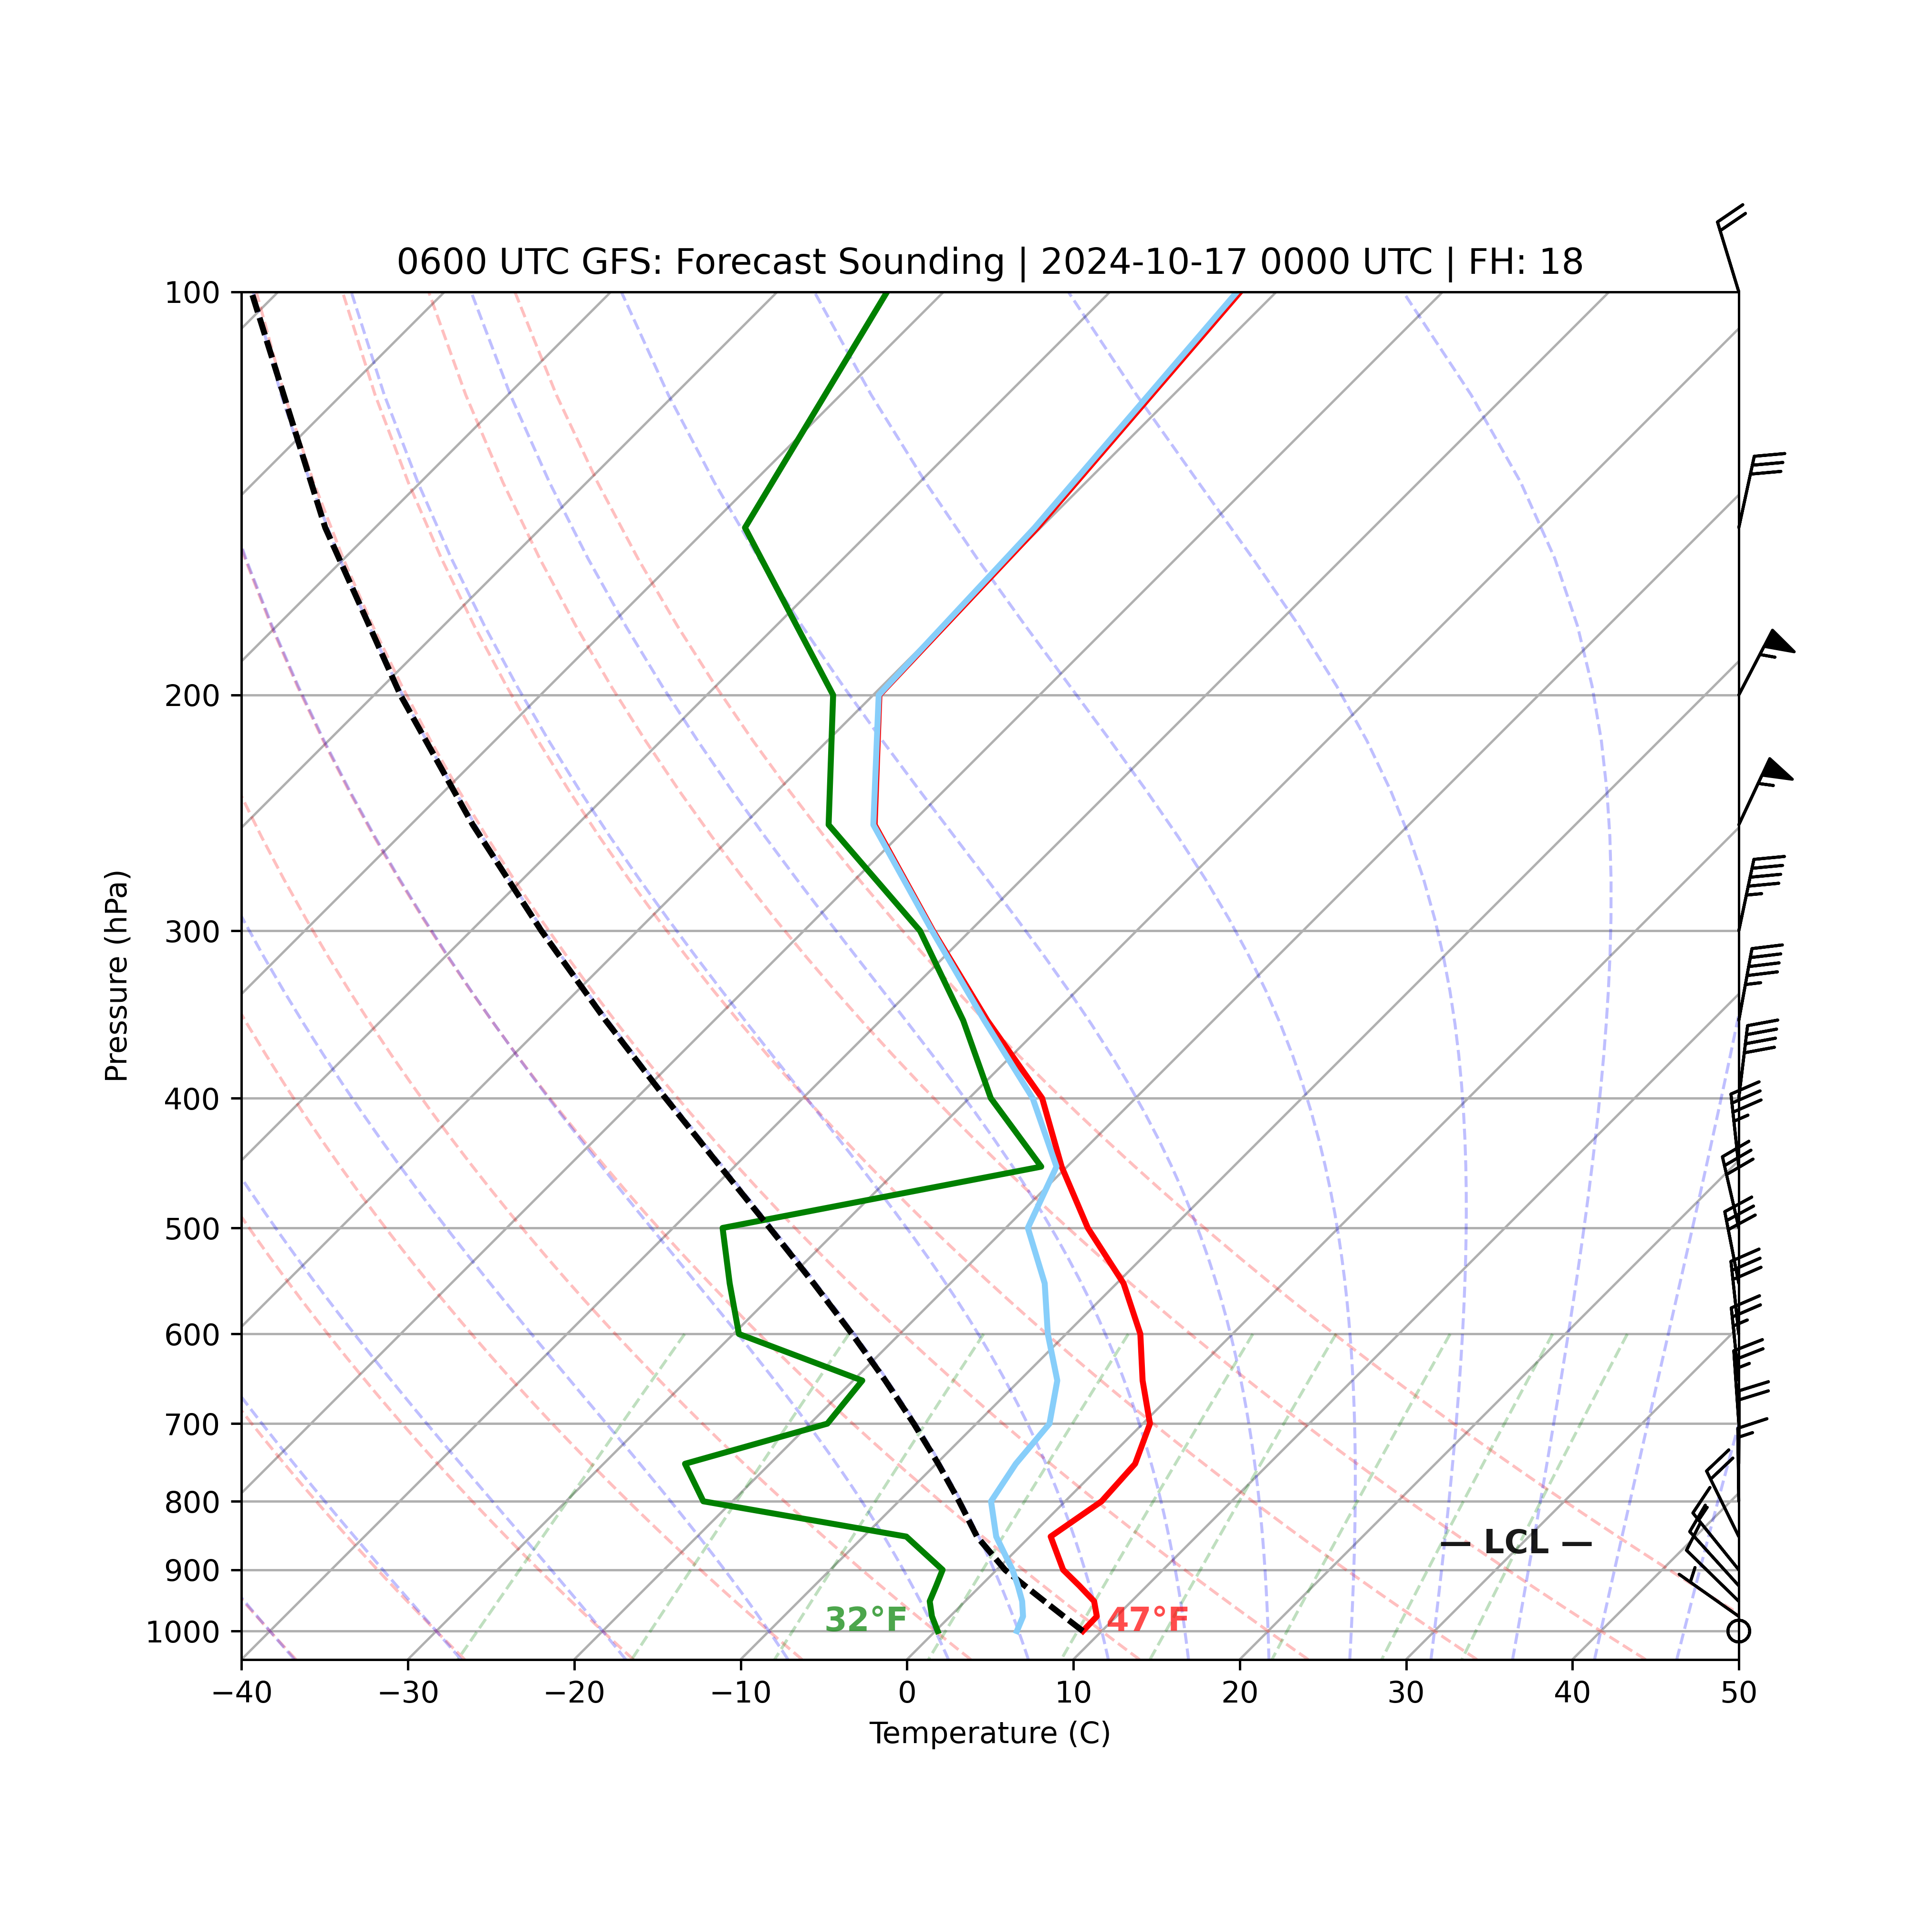 0600 UTC GFS: Forecast Sounding | 2024-10-17 0000 UTC | FH: 18
100
200
300
400
500
600
700
800
900
1000
Pressure (hPa)
— LCL —
32°F
47°F
−40 −30 −20 −10 0 10 20 30 40 50
Temperature (C)